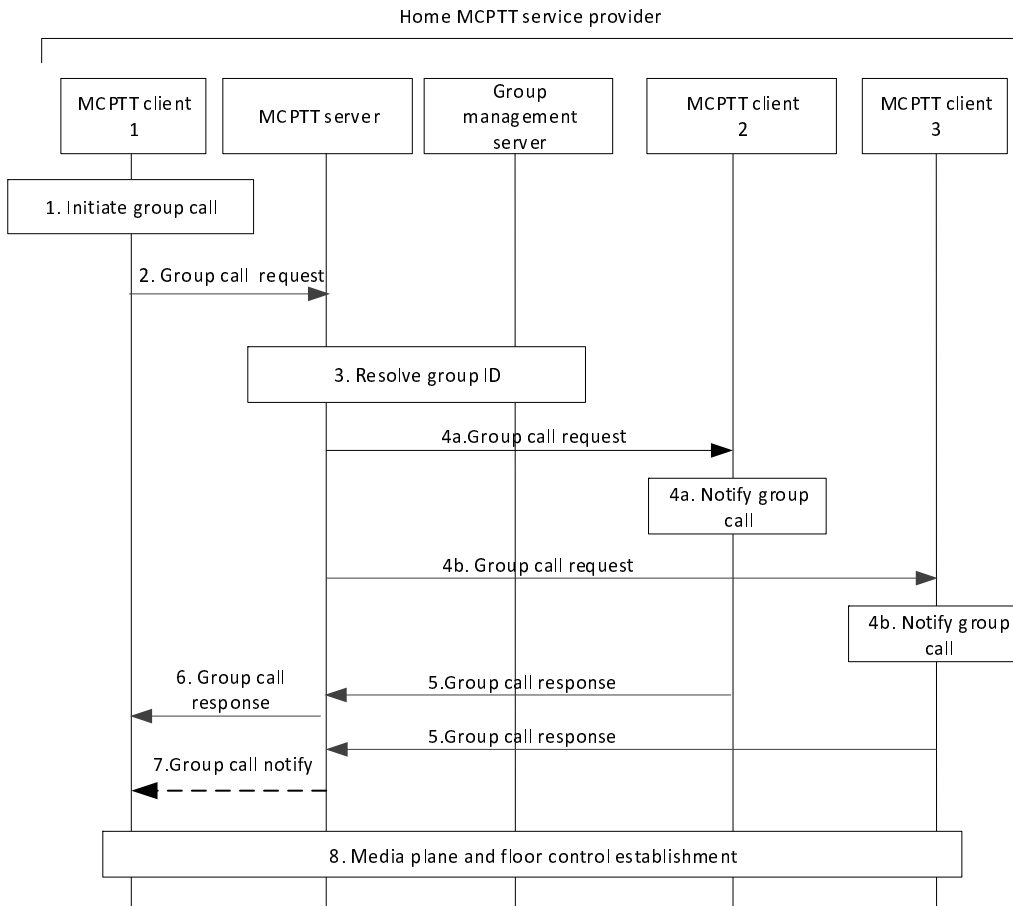 Home MCPTT service provider
MCPTT client
1
MCPTT server
Group
management
server
MCPTT client
2
MCPTT client
3
1. Initiate group call
2. Group call  request
3. Resolve group ID
4a.Group call request
4a. Notify group
call
4b. Group call request
4b. Notify group
call
6. Group call
response
5.Group call response
5.Group call response
7.Group call notify
8. Media plane and floor control establishment